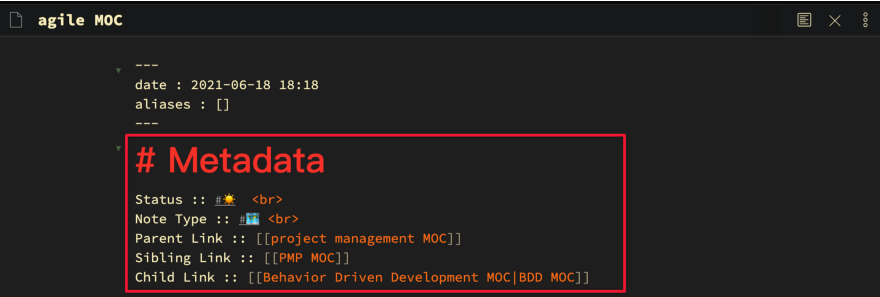 agile MOC
---
date : 2021-06-18 18:18
aliases : []
---
# Metadata
Status :: #☀️ <br>
Note Type :: #🗺️ <br>
Parent Link :: [[project management MOC]]
Sibling Link :: [[PMP MOC]]
Child Link :: [[Behavior Driven Development MOC|BDD MOC]]